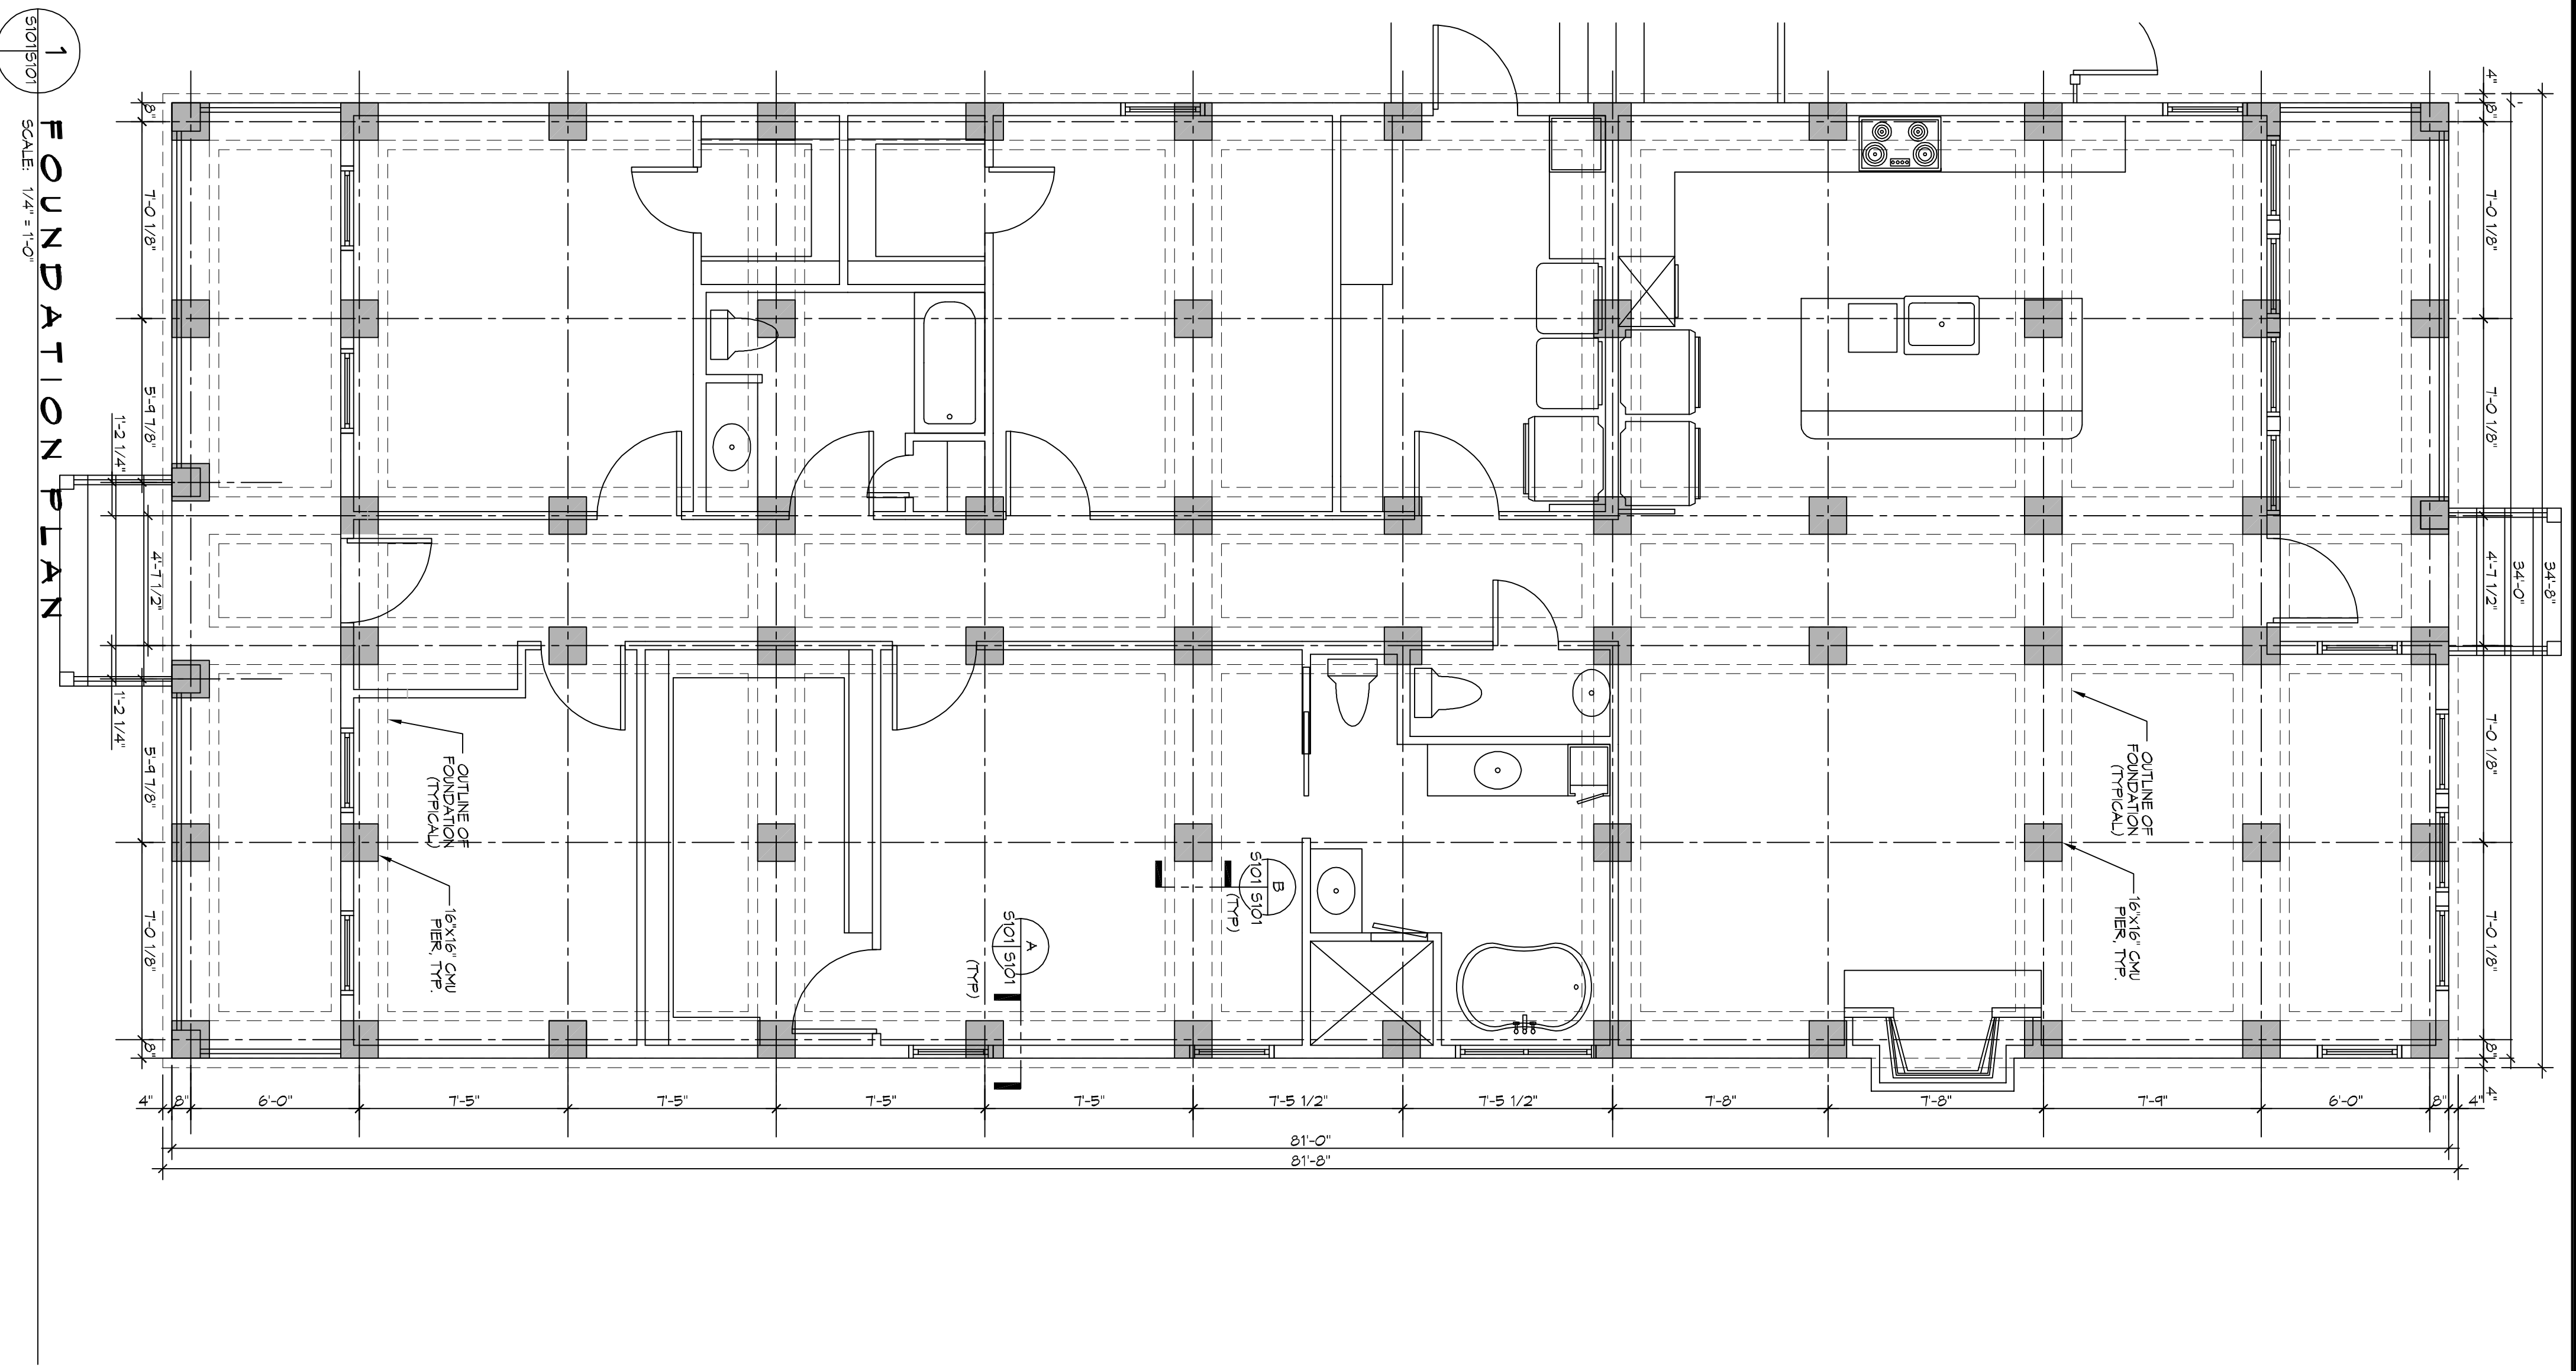 1
S101 S101
FOUNDATION PLAN
SCALE: 1/4" = 1'-0"
8"
7'-0 1/8"
5'-9 7/8"
1'-2 1/4"
4'-7 1/2"
1'-2 1/4"
5'-9 7/8"
7'-0 1/8"
8"
4"
8"
7'-0 1/8"
7'-0 1/8"
4'-7 1/2"
34'-0"
34'-8"
7'-0 1/8"
7'-0 1/8"
8"
4"
OUTLINE OF
FOUNDATION
(TYPICAL)
16"x16" CMU
PIER, TYP.
OUTLINE OF
FOUNDATION
(TYPICAL)
16"x16" CMU
PIER, TYP.
B
S101 S101
(TYP)
A
S101 S101
(TYP)
4"
8"
6'-0"
7'-5"
7'-5"
7'-5"
7'-5"
7'-5 1/2"
7'-5 1/2"
7'-8"
7'-8"
7'-9"
6'-0"
8"
4"
81'-0"
81'-8"